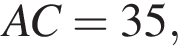 AC = 35,